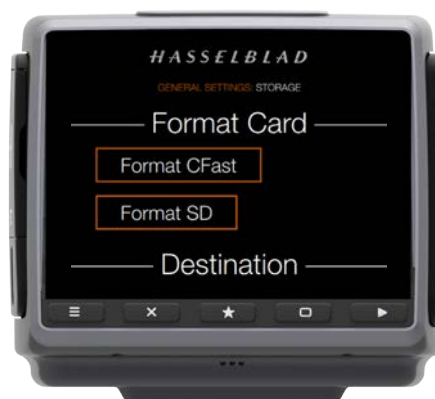 HASSELBLAD
GENERAL SETTINGS: STORAGE
Format Card
Format CFast
Format SD
Destination